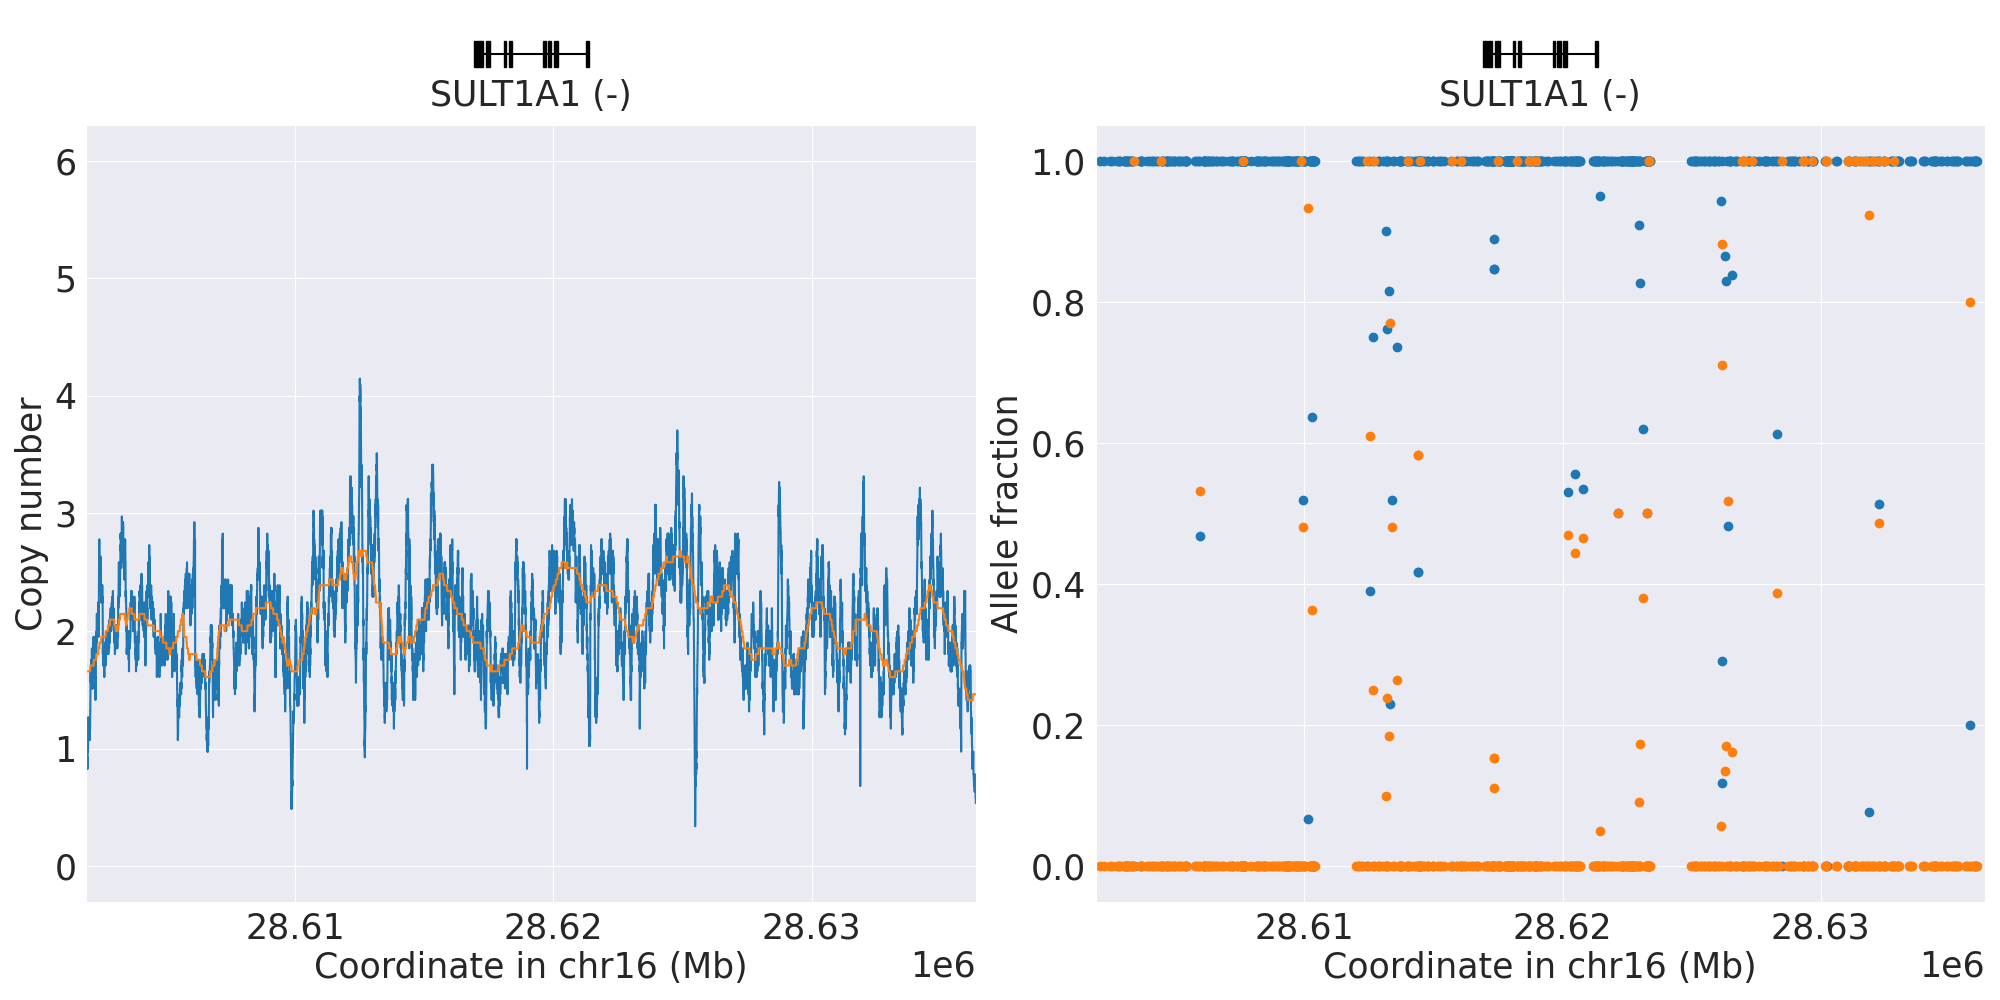 SULT1A1 (-)
6
5
4
3
2
1
0
Copy number
28.61
28.62
28.63
Coordinate in chr16 (Mb)
1e6
SULT1A1 (-)
1.0
0.8
0.6
0.4
0.2
0.0
Allele fraction
28.61
28.62
28.63
Coordinate in chr16 (Mb)
1e6